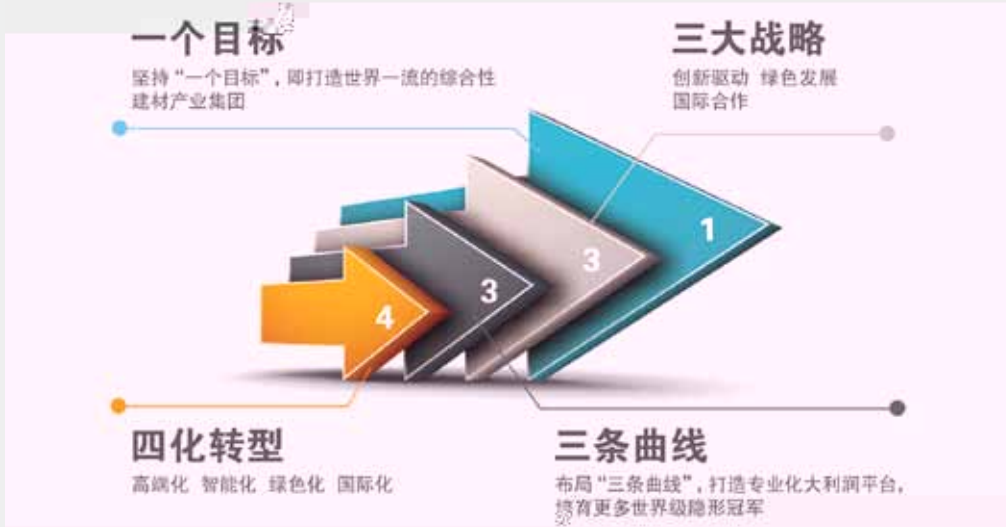 一个目标
坚持“一个目标”，即打造世界一流的综合性
建材产业集团
三大战略
创新驱动 绿色发展
国际合作
1
3
3
4
四化转型
高端化 智能化 绿色化 国际化
三条曲线
布局“三条曲线”，打造专业化大利润平台，
培育更多世界级隐形冠军